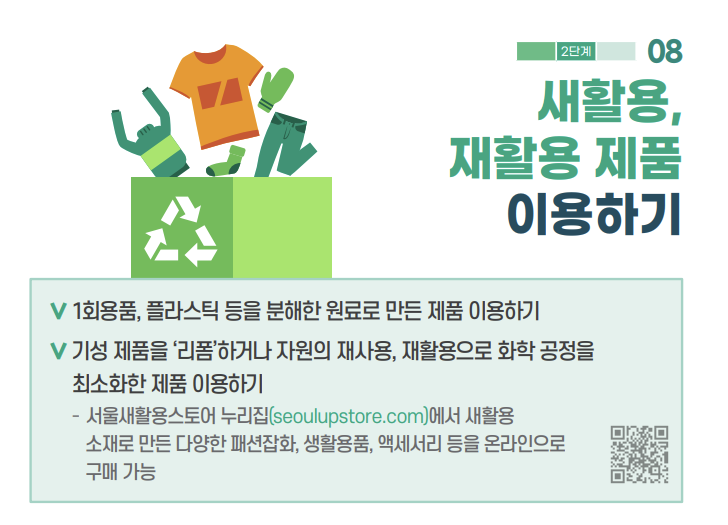 2단계 08
새활용,
재활용 제품
이용하기
V 1회용품, 플라스틱 등을 분해한 원료로 만든 제품 이용하기
V 기성 제품을 ‘리폼’하거나 자원의 재사용, 재활용으로 화학 공정을
최소화한 제품 이용하기
- 서울새활용스토어 누리집(seoulupstore.com)에서 새활용
소재로 만든 다양한 패션잡화, 생활용품, 액세서리 등을 온라인으로
구매 가능